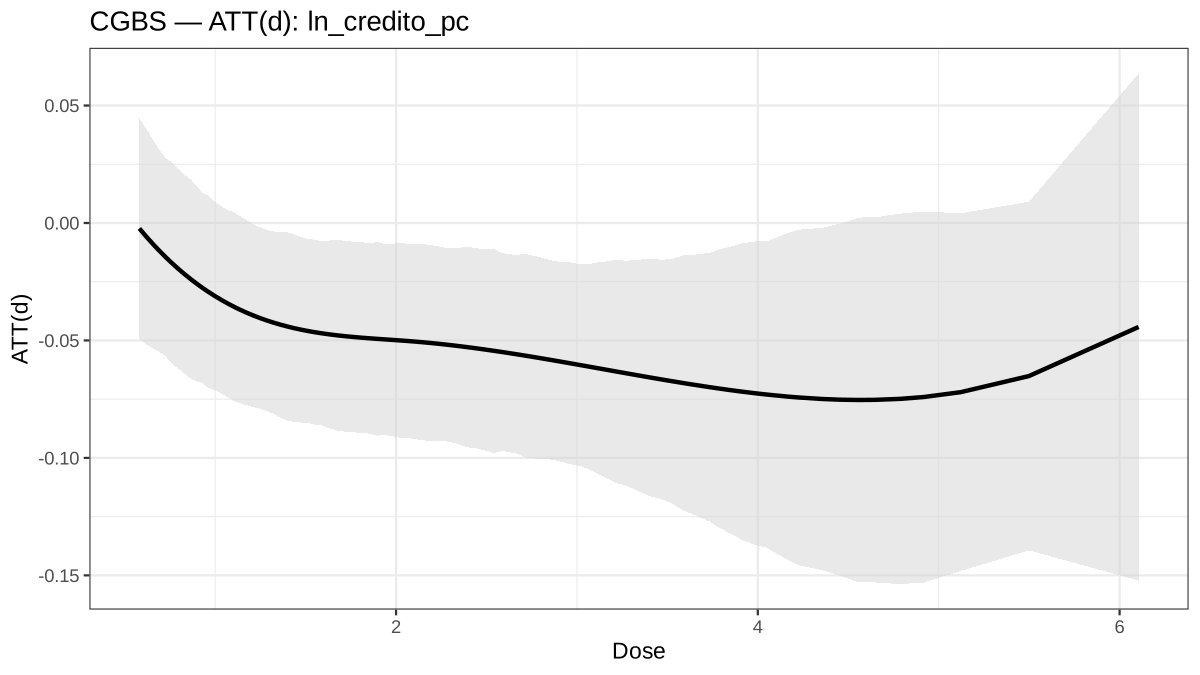 CGBS — ATT(d): ln_credito_pc
ATT(d)
0.05
0.00
-0.05
-0.10
-0.15
2 4 6
Dose